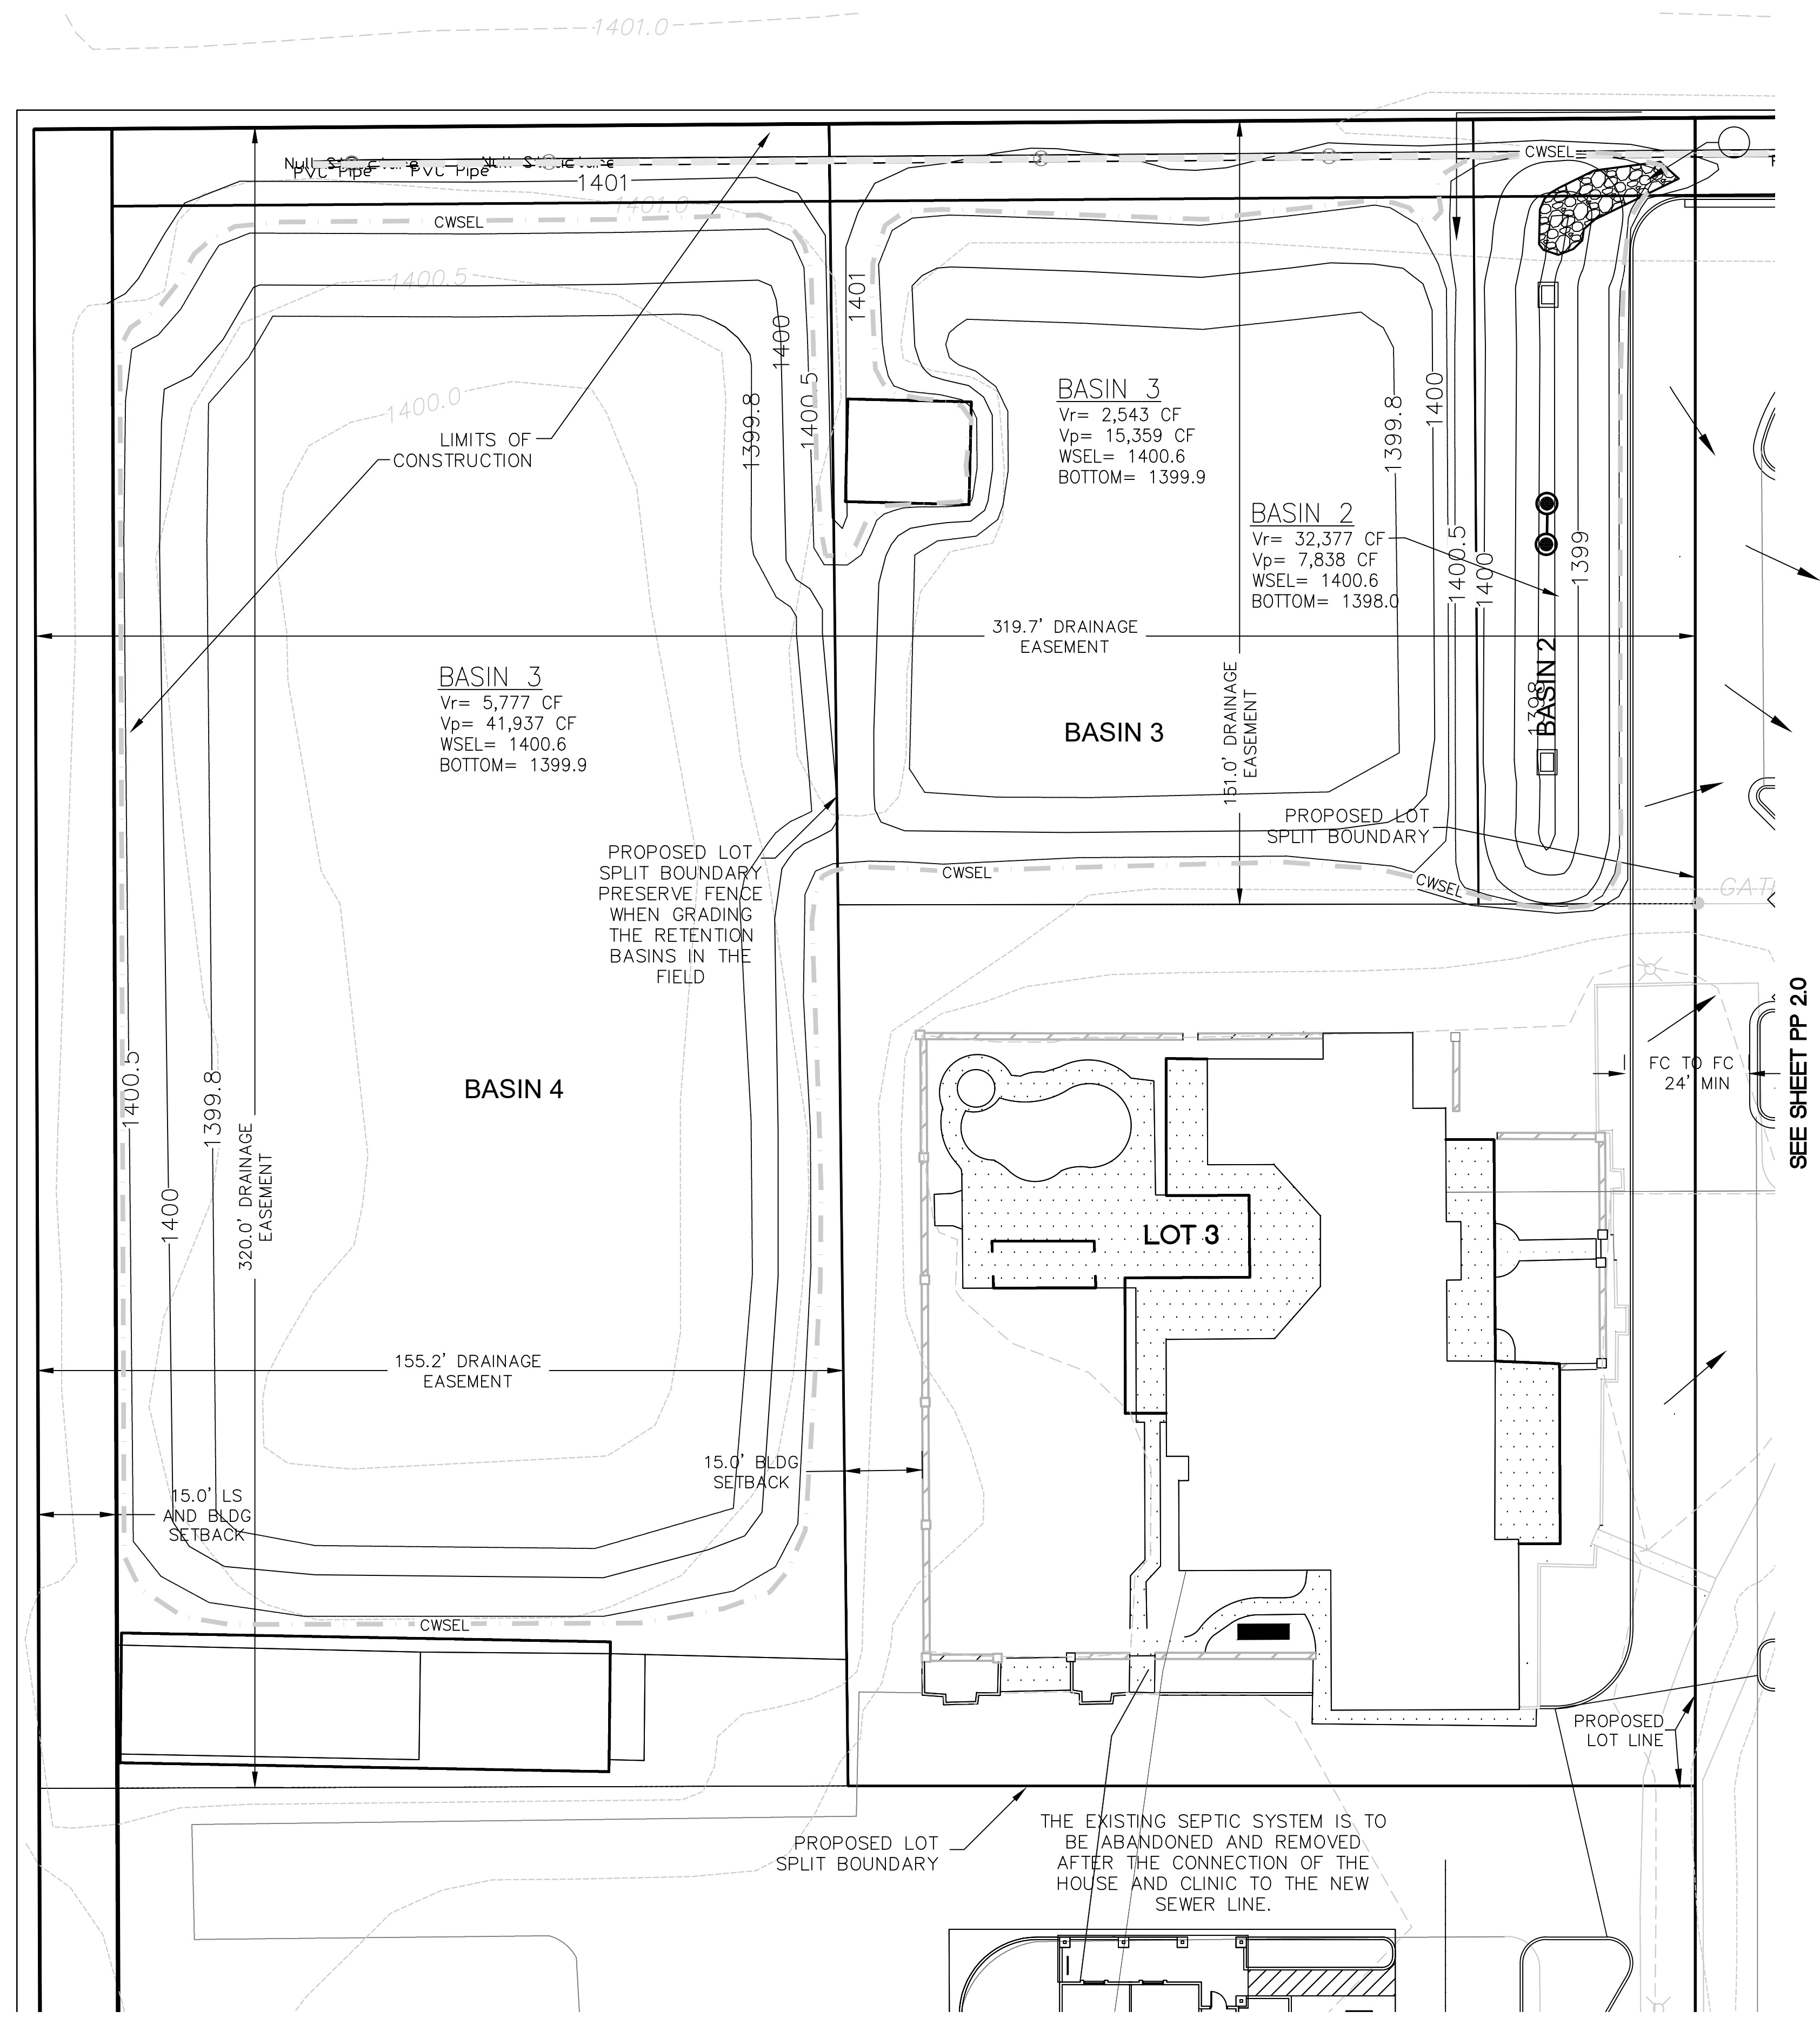 1401.0
CWSEL
Null Structure
Null Structure
PVC Pipe
PVC Pipe
1401
1401.0
CWSEL
1400.5
1401
1400
1399.8
1400.5
1400.0
LIMITS OF
CONSTRUCTION
BASIN 3
Vr= 2,543 CF
Vp= 15,359 CF
WSEL= 1400.6
BOTTOM= 1399.9
1399.8
1400
BASIN 2
Vr= 32,377 CF
Vp= 7,838 CF
WSEL= 1400.6
BOTTOM= 1398.0
1400.5
1400
1399
319.7' DRAINAGE
EASEMENT
BASIN 3
Vr= 5,777 CF
Vp= 41,937 CF
WSEL= 1400.6
BOTTOM= 1399.9
BASIN 3
151.0' DRAINAGE
EASEMENT
1398
BASIN 2
PROPOSED LOT
SPLIT BOUNDARY
PROPOSED LOT
SPLIT BOUNDARY
PRESERVE FENCE
WHEN GRADING
THE RETENTION
BASINS IN THE
FIELD
CWSEL
CWSEL
SEE SHEET PP 2.0
1400.5
1399.8
1400
BASIN 4
320.0' DRAINAGE
EASEMENT
FC TO FC
24' MIN
LOT 3
155.2' DRAINAGE
EASEMENT
15.0' BLDG
SETBACK
15.0' LS
AND BLDG
SETBACK
CWSEL
PROPOSED
LOT LINE
PROPOSED LOT
SPLIT BOUNDARY
THE EXISTING SEPTIC SYSTEM IS TO
BE ABANDONED AND REMOVED
AFTER THE CONNECTION OF THE
HOUSE AND CLINIC TO THE NEW
SEWER LINE.